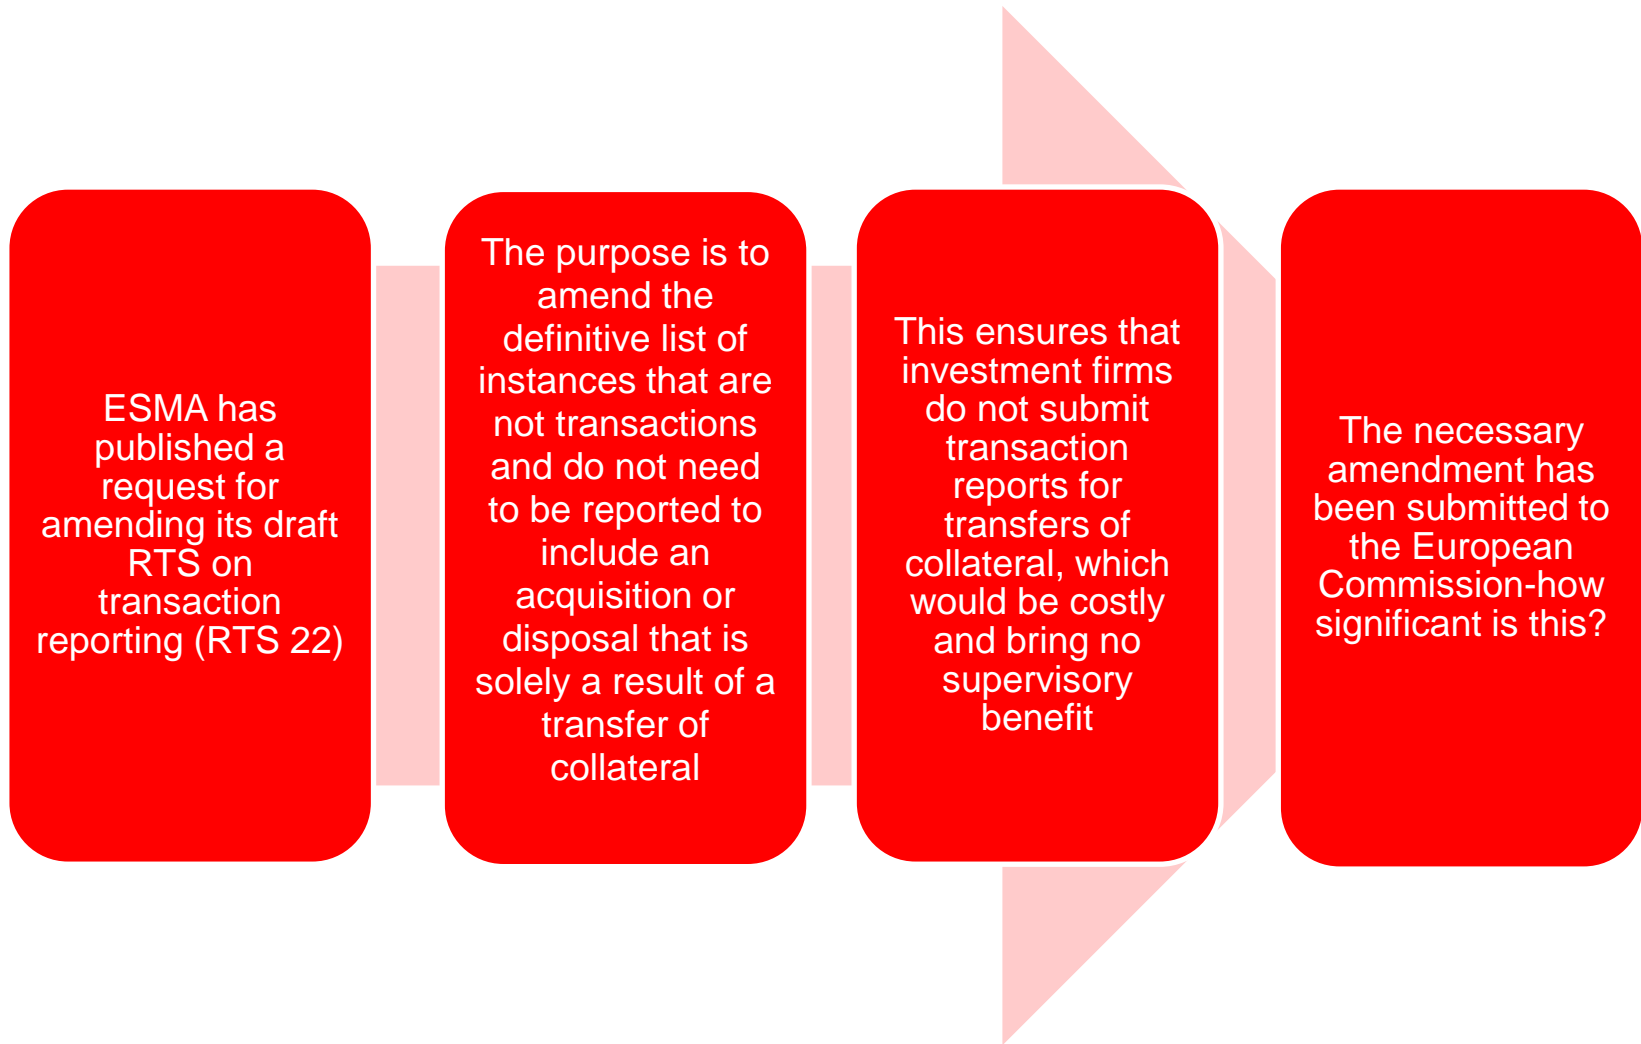 ESMA has
published a
request for
amending its draft
RTS on
transaction
reporting (RTS 22)
The purpose is to
amend the
definitive list of
instances that are
not transactions
and do not need
to be reported to
include an
acquisition or
disposal that is
solely a result of a
transfer of
collateral
This ensures that
investment firms
do not submit
transaction
reports for
transfers of
collateral, which
would be costly
and bring no
supervisory
benefit
The necessary
amendment has
been submitted to
the European
Commission-how
significant is this?